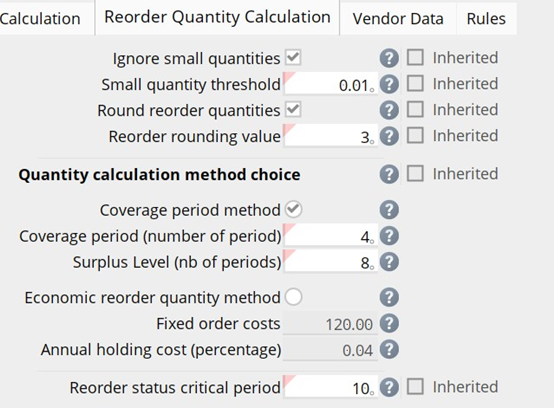 Calculation Reorder Quantity Calculation Vendor Data Rules
Ignore small quantities ? Inherited
Small quantity threshold 0.01 ? Inherited
Round reorder quantities ? Inherited
Reorder rounding value 3 ? Inherited
Quantity calculation method choice ? Inherited
Coverage period method ?
Coverage period (number of period) 4 ?
Surplus Level (nb of periods) 8 ?
Economic reorder quantity method ?
Fixed order costs 120.00 ?
Annual holding cost (percentage) 0.04 ?
Reorder status critical period 10 ? Inherited